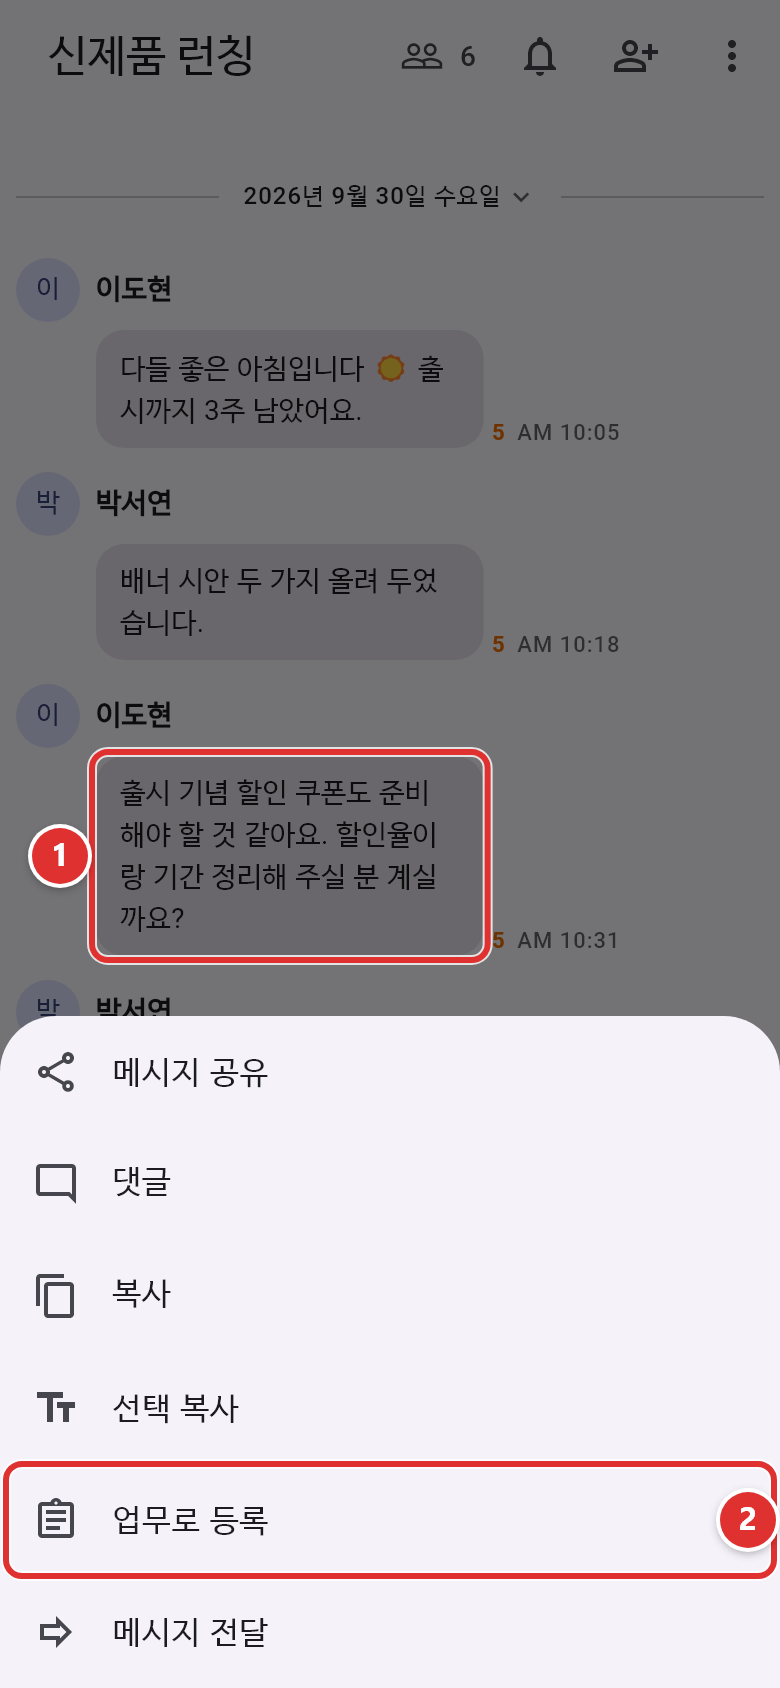 신제품 런칭 6
2026년 9월 30일 수요일
이 이도현
다들 좋은 아침입니다 출
시까지 3주 남았어요.
5 AM 10:05
박 박서연
배너 시안 두 가지 올려 두었
습니다.
5 AM 10:18
이 이도현
출시 기념 할인 쿠폰도 준비
해야 할 것 같아요. 할인율이
랑 기간 정리해 주실 분 계실
까요?
1
5 AM 10:31
박 박서연
메시지 공유
댓글
복사
선택 복사
업무로 등록 2
메시지 전달